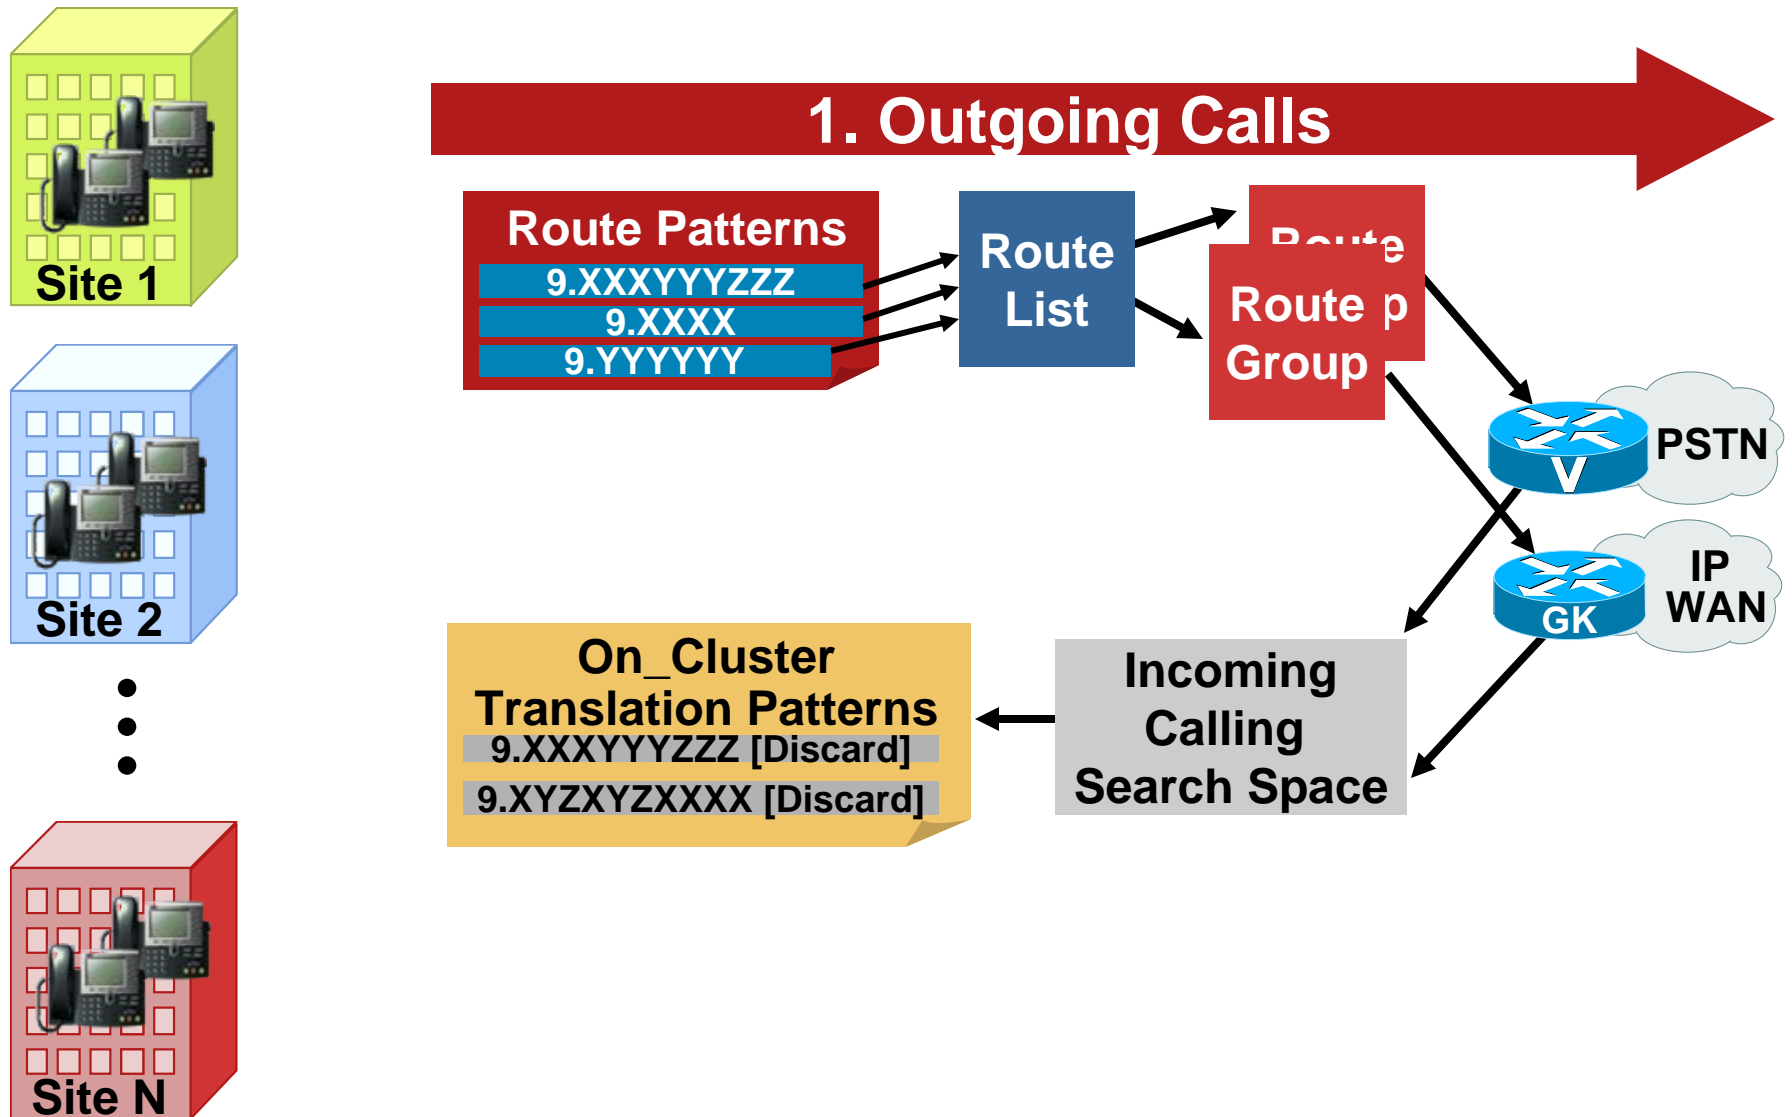 1. Outgoing Calls
Site 1
Route Patterns
9.XXXYYYZZZ
9.XXXX
9.YYYYYY
Route
List
Route
p
Route
Group
PSTN
V
IP
WAN
GK
Site 2
On_Cluster
Translation Patterns
9.XXXYYYZZZ [Discard]
9.XYZXYZXXXX [Discard]
Incoming
Calling
Search Space
Site N